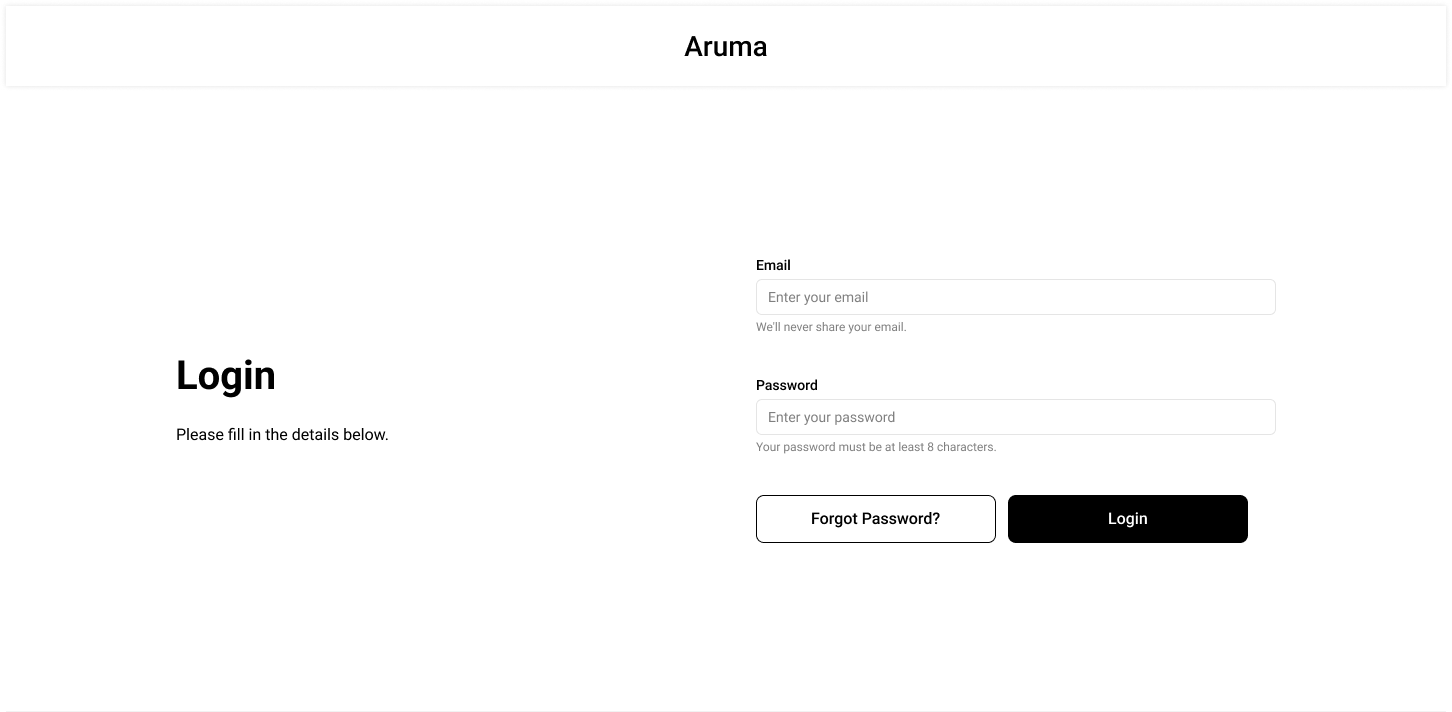 Aruma
Login
Please fill in the details below.
Email
Enter your email
We'll never share your email.
Password
Enter your password
Your password must be at least 8 characters.
Forgot Password?
Login